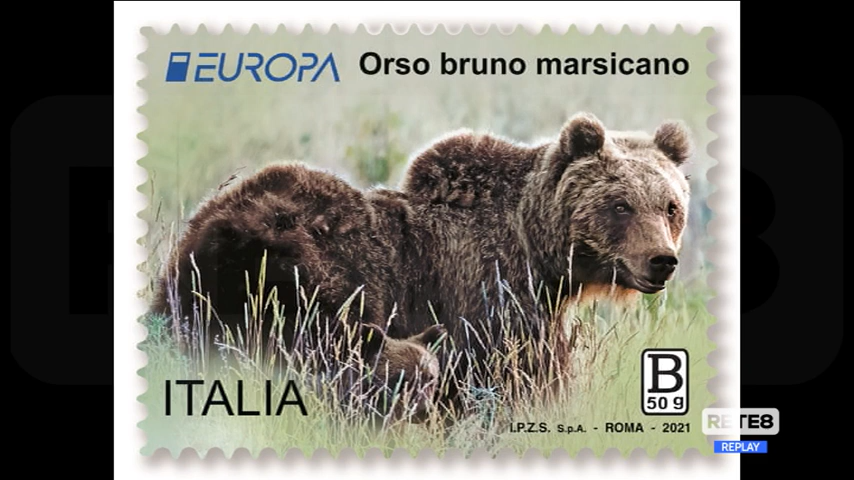 EUROPA
Orso bruno marsicano
ITALIA
B
50 g
I.P.Z.S. S.p.A. - ROMA - 2021
RETE8
REPLAY